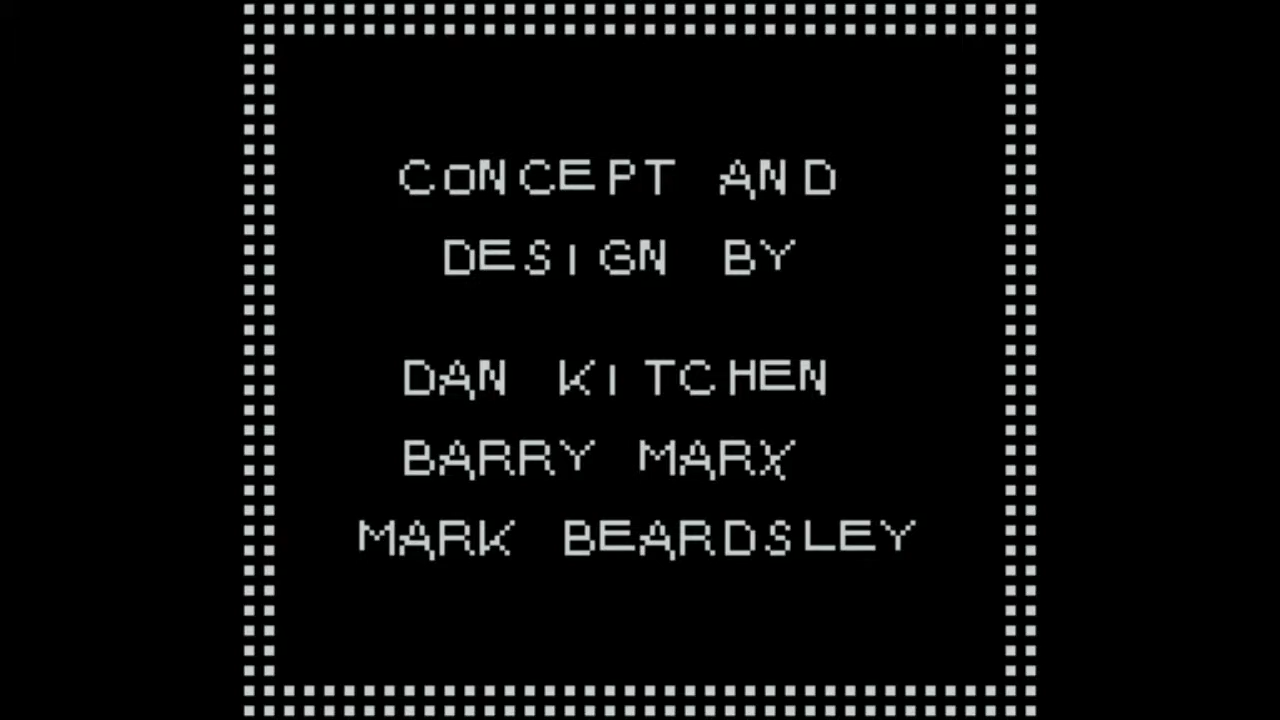 CONCEPT AND
DESIGN BY
DAN KITCHEN
BARRY MARX
MARK BEARDSLEY